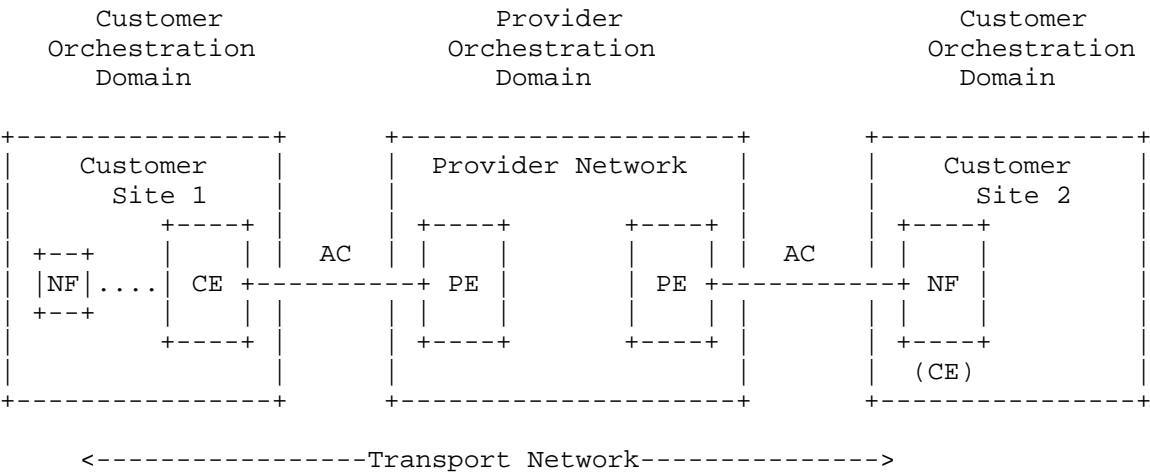 Customer Provider Customer
Orchestration Orchestration Orchestration
Domain Domain Domain
Customer Provider Network Customer
Site 1 Site 2
AC AC
NF .... CE PE PE NF
(CE)
<-----------------Transport Network--------------->